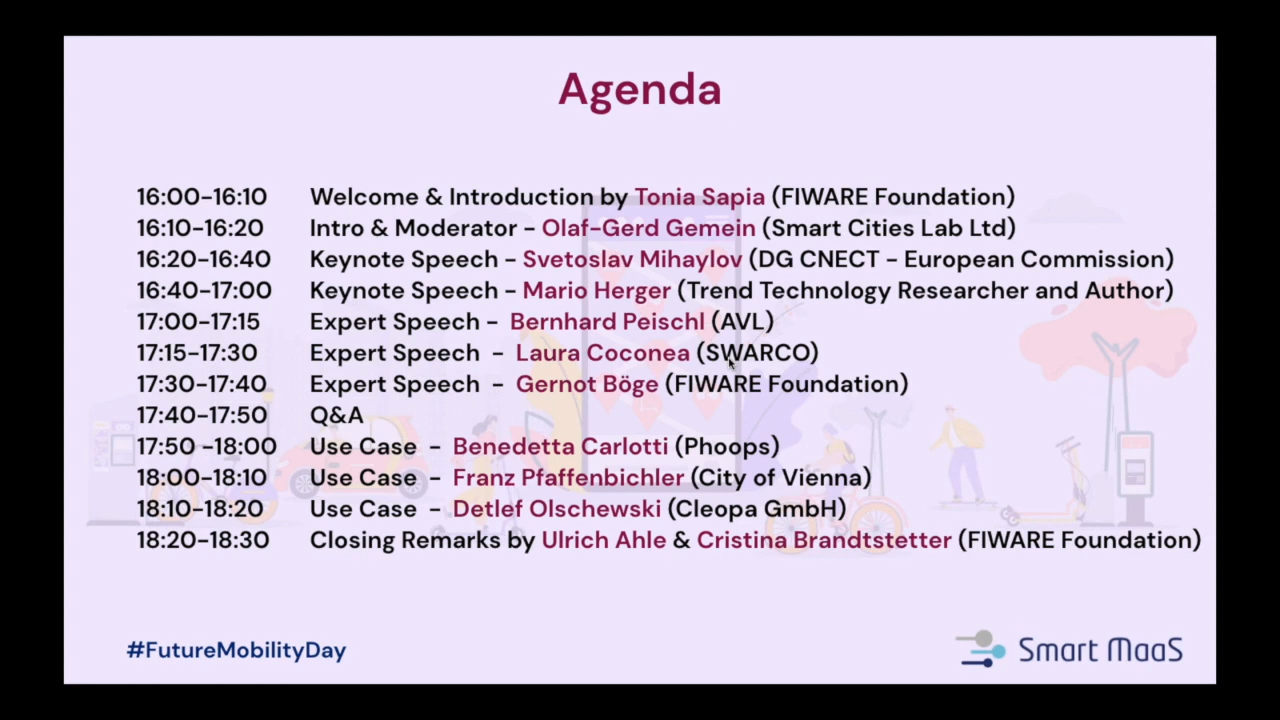 Agenda
16:00-16:10 Welcome & Introduction by Tonia Sapia (FIWARE Foundation)
16:10-16:20 Intro & Moderator - Olaf-Gerd Gemein (Smart Cities Lab Ltd)
16:20-16:40 Keynote Speech - Svetoslav Mihaylov (DG CNECT - European Commission)
16:40-17:00 Keynote Speech - Mario Herger (Trend Technology Researcher and Author)
17:00-17:15 Expert Speech - Bernhard Peischl (AVL)
17:15-17:30 Expert Speech - Laura Coconea (SWARCO)
17:30-17:40 Expert Speech - Gernot Böge (FIWARE Foundation)
17:40-17:50 Q&A
17:50 -18:00 Use Case - Benedetta Carlotti (Phoops)
18:00-18:10 Use Case - Franz Pfaffenbichler (City of Vienna)
18:10-18:20 Use Case - Detlef Olschewski (Cleopa GmbH)
18:20-18:30 Closing Remarks by Ulrich Ahle & Cristina Brandtstetter (FIWARE Foundation)
#FutureMobilityDay
Smart MaaS